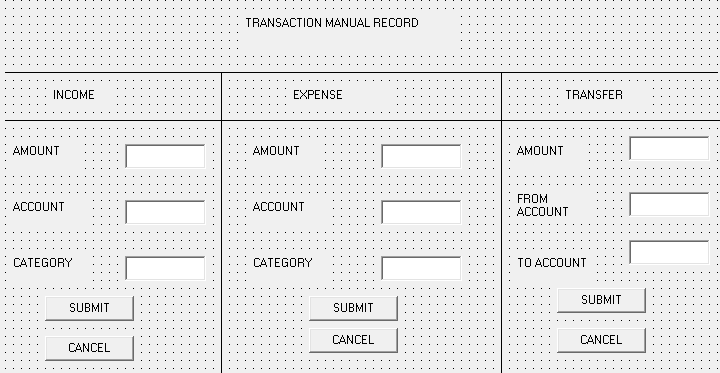 TRANSACTION MANUAL RECORD
INCOME
EXPENSE
TRANSFER
AMOUNT
ACCOUNT
CATEGORY
SUBMIT
CANCEL
AMOUNT
ACCOUNT
CATEGORY
SUBMIT
CANCEL
AMOUNT
FROM
ACCOUNT
TO ACCOUNT
SUBMIT
CANCEL